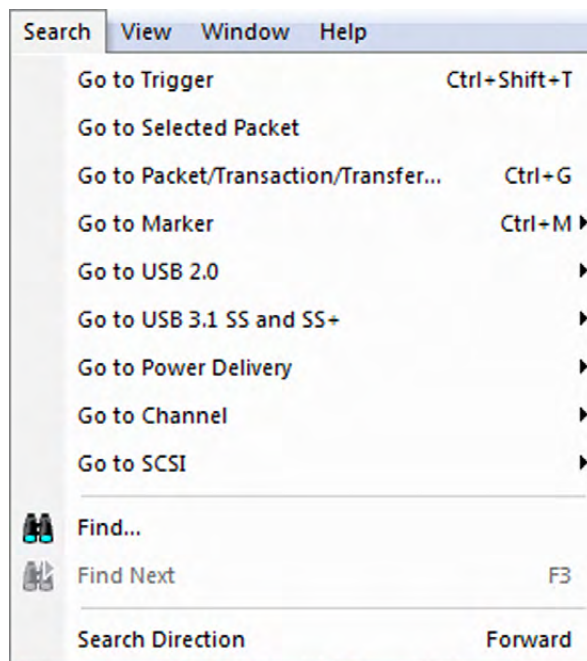 Search View Window Help
Go to Trigger Ctrl+Shift+T
Go to Selected Packet
Go to Packet/Transaction/Transfer... Ctrl+G
Go to Marker Ctrl+M
Go to USB 2.0
Go to USB 3.1 SS and SS+
Go to Power Delivery
Go to Channel
Go to SCSI
Find...
Find Next F3
Search Direction Forward